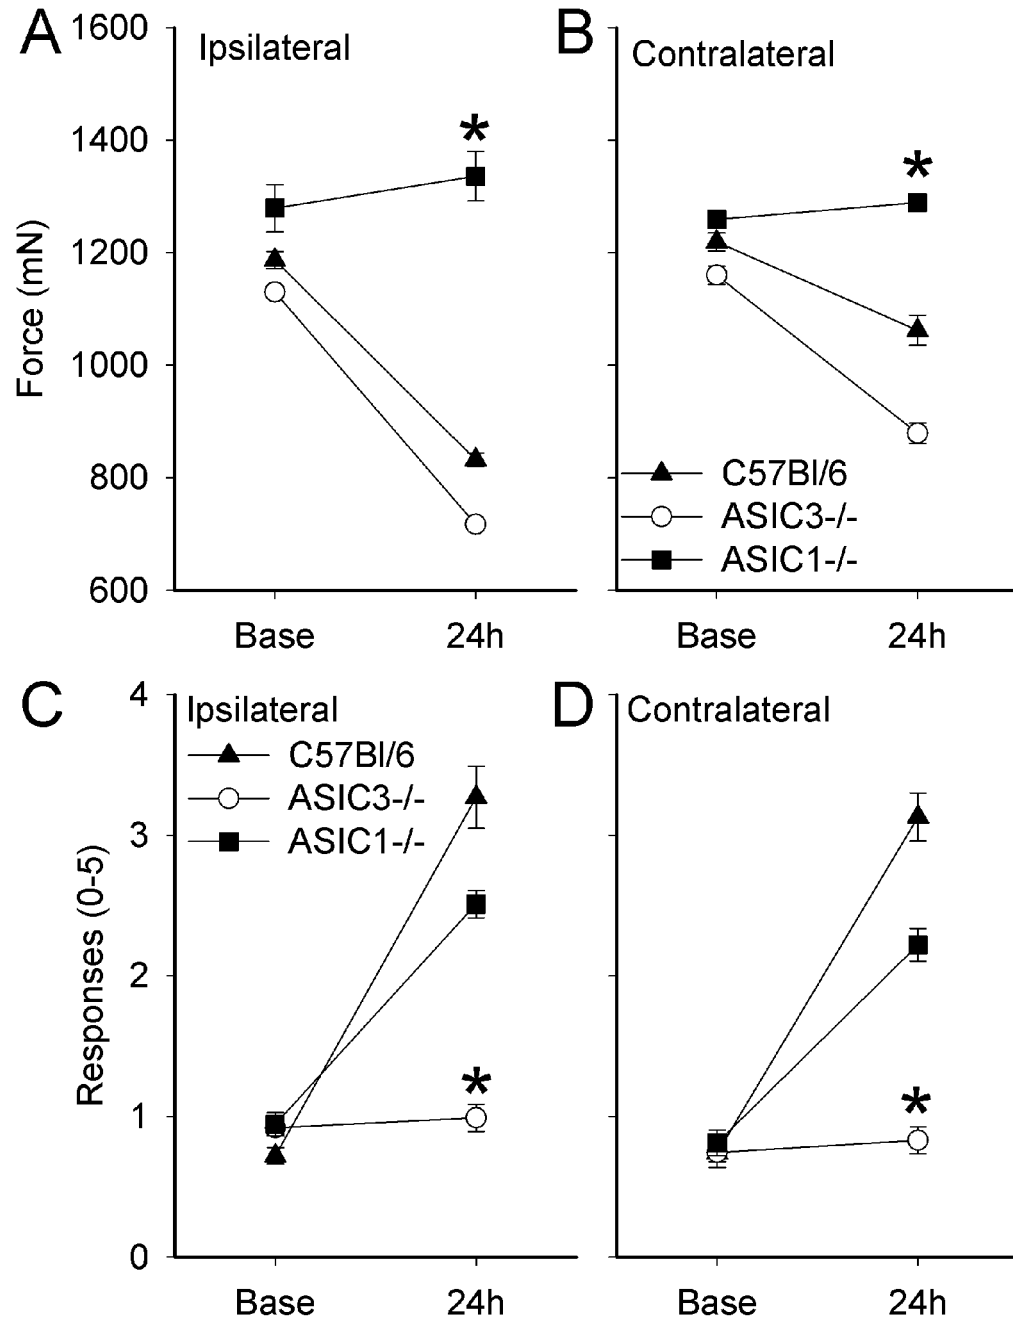 A
Ipsilateral
*
Force (mN)
1600
1400
1200
1000
800
600
Base
24h
B
Contralateral
*
C57Bl/6
ASIC3-/-
ASIC1-/-
Base
24h
C
Ipsilateral
C57Bl/6
ASIC3-/-
ASIC1-/-
*
Responses (0-5)
4
3
2
1
0
Base
24h
D
Contralateral
*
Base
24h